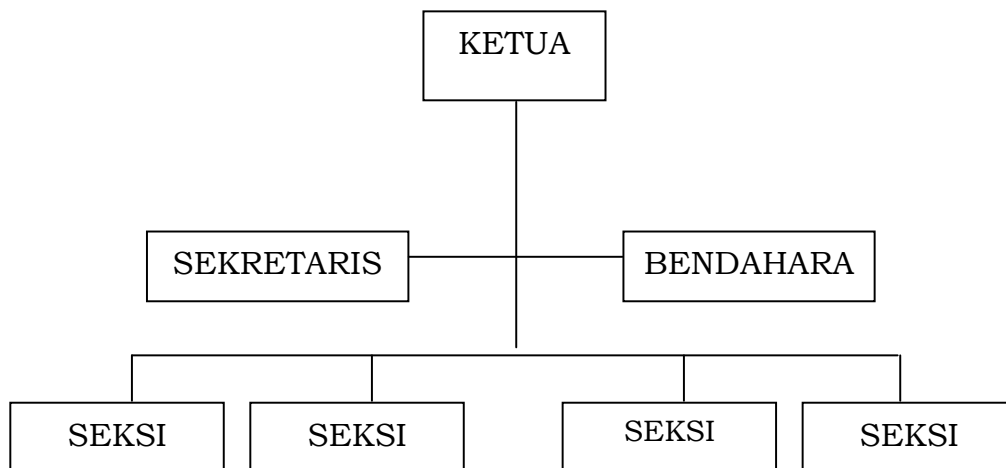 KETUA
SEKRETARIS
BENDAHARA
SEKSI
SEKSI
SEKSI
SEKSI